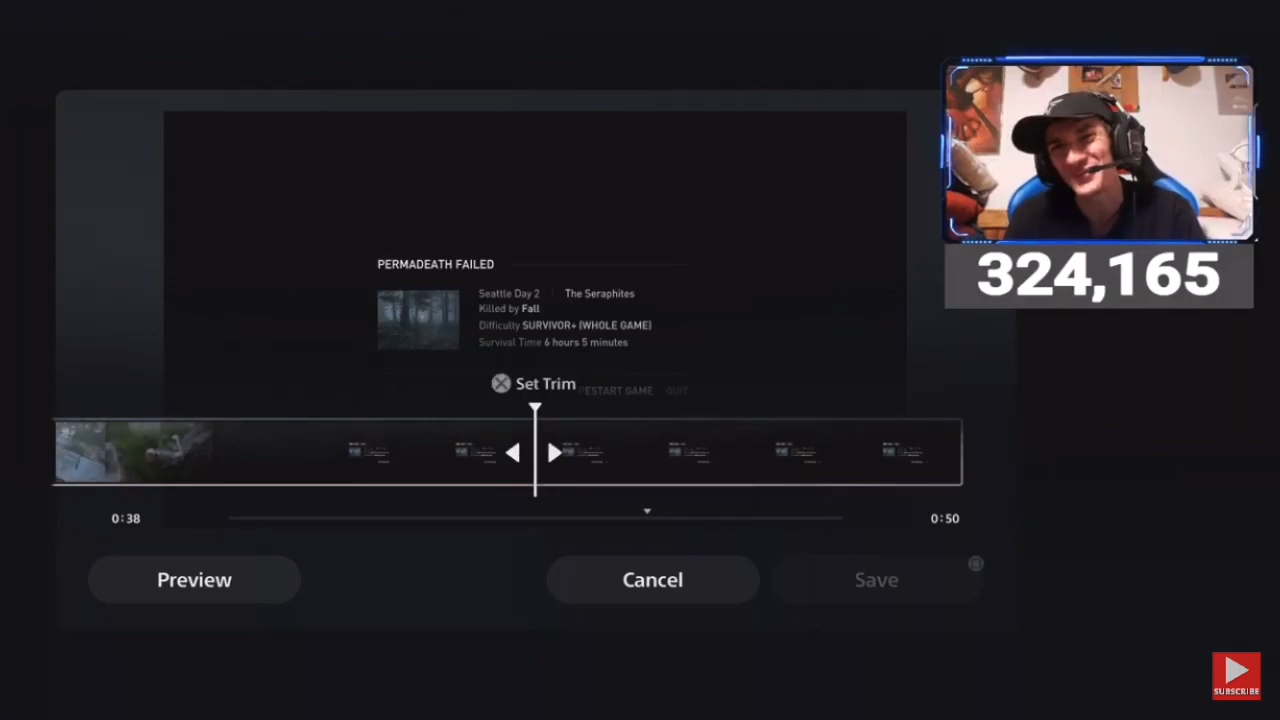 324,165
PERMADEATH FAILED
Seattle Day 2 The Seraphites
Killed by Fall
Difficulty SURVIVOR+ (WHOLE GAME)
Survival Time 6 hours 5 minutes
Set Trim
ESTART GAME QUIT
0:38
0:50
Preview
Cancel
Save
SUBSCRIBE